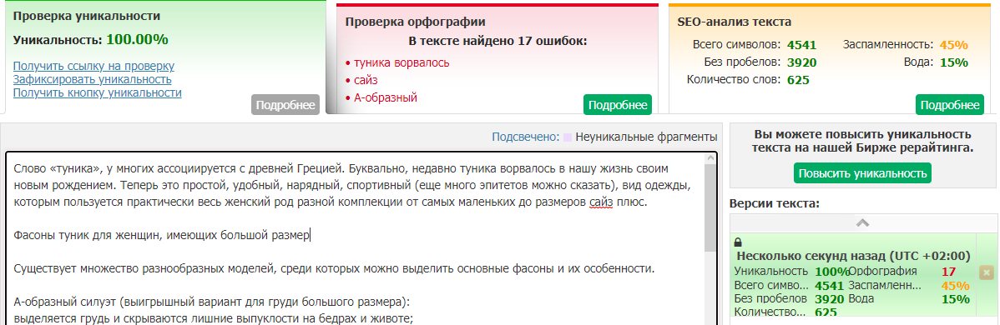 Проверка уникальности
Уникальность: 100.00%
Получить ссылку на проверку
Зафиксировать уникальность
Получить кнопку уникальности
Подробнее
Проверка орфографии
В тексте найдено 17 ошибок:
• туника ворвалось
• сайз
• А-образный
Подробнее
SEO-анализ текста
Всего символов: 4541 Заспамленность: 45%
Без пробелов: 3920 Вода: 15%
Количество слов: 625
Подробнее
Подсвечено: Неуникальные фрагменты
Слово «туника», у многих ассоциируется с древней Грецией. Буквально, недавно туника ворвалось в нашу жизнь своим
новым рождением. Теперь это простой, удобный, нарядный, спортивный (еще много эпитетов можно сказать), вид одежды,
которым пользуется практически весь женский род разной комплекции от самых маленьких до размеров сайз плюс.
Фасоны туник для женщин, имеющих большой размер
Существует множество разнообразных моделей, среди которых можно выделить основные фасоны и их особенности.
А-образный силуэт (выигрышный вариант для груди большого размера):
выделяется грудь и скрываются лишние выпуклости на бедрах и животе;
Вы можете повысить уникальность
текста на нашей Бирже рерайтинга.
Повысить уникальность
Версии текста:
Несколько секунд назад (UTC +02:00)
Уникальность 100% Орфография 17
Всего симво... 4541 Заспамленн... 45%
Без пробелов 3920 Вода 15%
Количество... 625